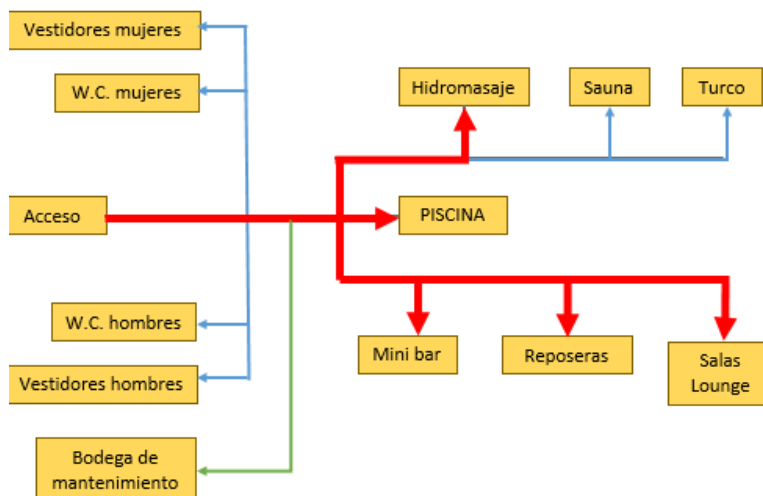 Vestidores mujeres
W.C. mujeres
Hidromasaje
Sauna
Turco
Acceso
PISCINA
W.C. hombres
Vestidores hombres
Mini bar
Reposeras
Salas
Lounge
Bodega de
mantenimiento